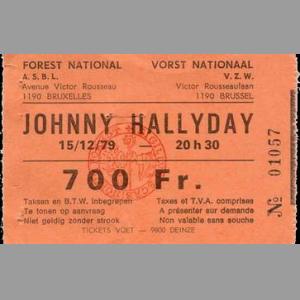 FOREST NATIONAL VORST NATIONAAL
A.S.B.L. V.Z.W.
Avenue Victor Rousseau Victor Rousseaulaan
1190 BRUXELLES 1190 BRUSSEL
JOHNNY HALLYDAY
15/12/79 20h30
700 Fr.
Taksen en B.T.W. inbegrepen Taxes et T.V.A. comprises
Te tonen op aanvraag A présenter sur demande
Niet geldig zonder strook Non valable sans souche
TICKETS VOET — 9800 DEINZE
№ 01057